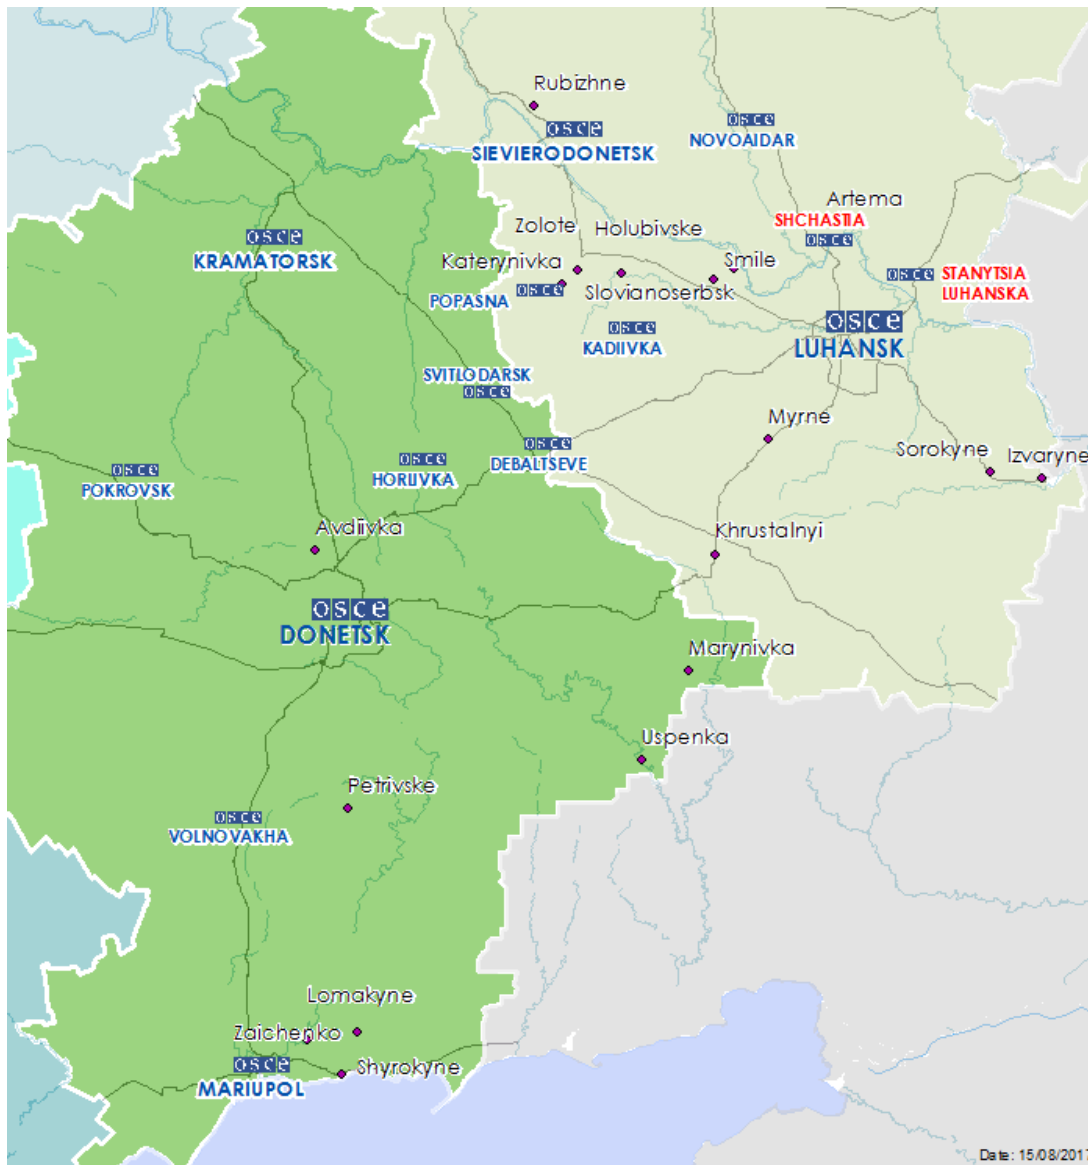 Rubizhne
osce
NOVOAIDAR
osce
SIEVIERODONETSK
Artema
SHCHASTIA
osce
Zolote
Holubivske
osce
KRAMATORSK
Katerynivka
Smile
osce
STANYTSIA
LUHANSKA
POPASNA
osce
Slovianoserbsk
osce
LUHANSK
osce
KADIIVKA
SVITLODARSK
osce
Myrne
osce
DEBALTSEVE
osce
HORLIVKA
osce
POKROVSK
Sorokyne
Izvaryne
Avdiivka
Khrustalnyi
osce
DONETSK
Marynivka
Uspenka
Petrivske
osce
VOLNOVAKHA
Lomakyne
Zaichenko
osce
MARIUPOL
Shyrokyne
Date: 15/08/201